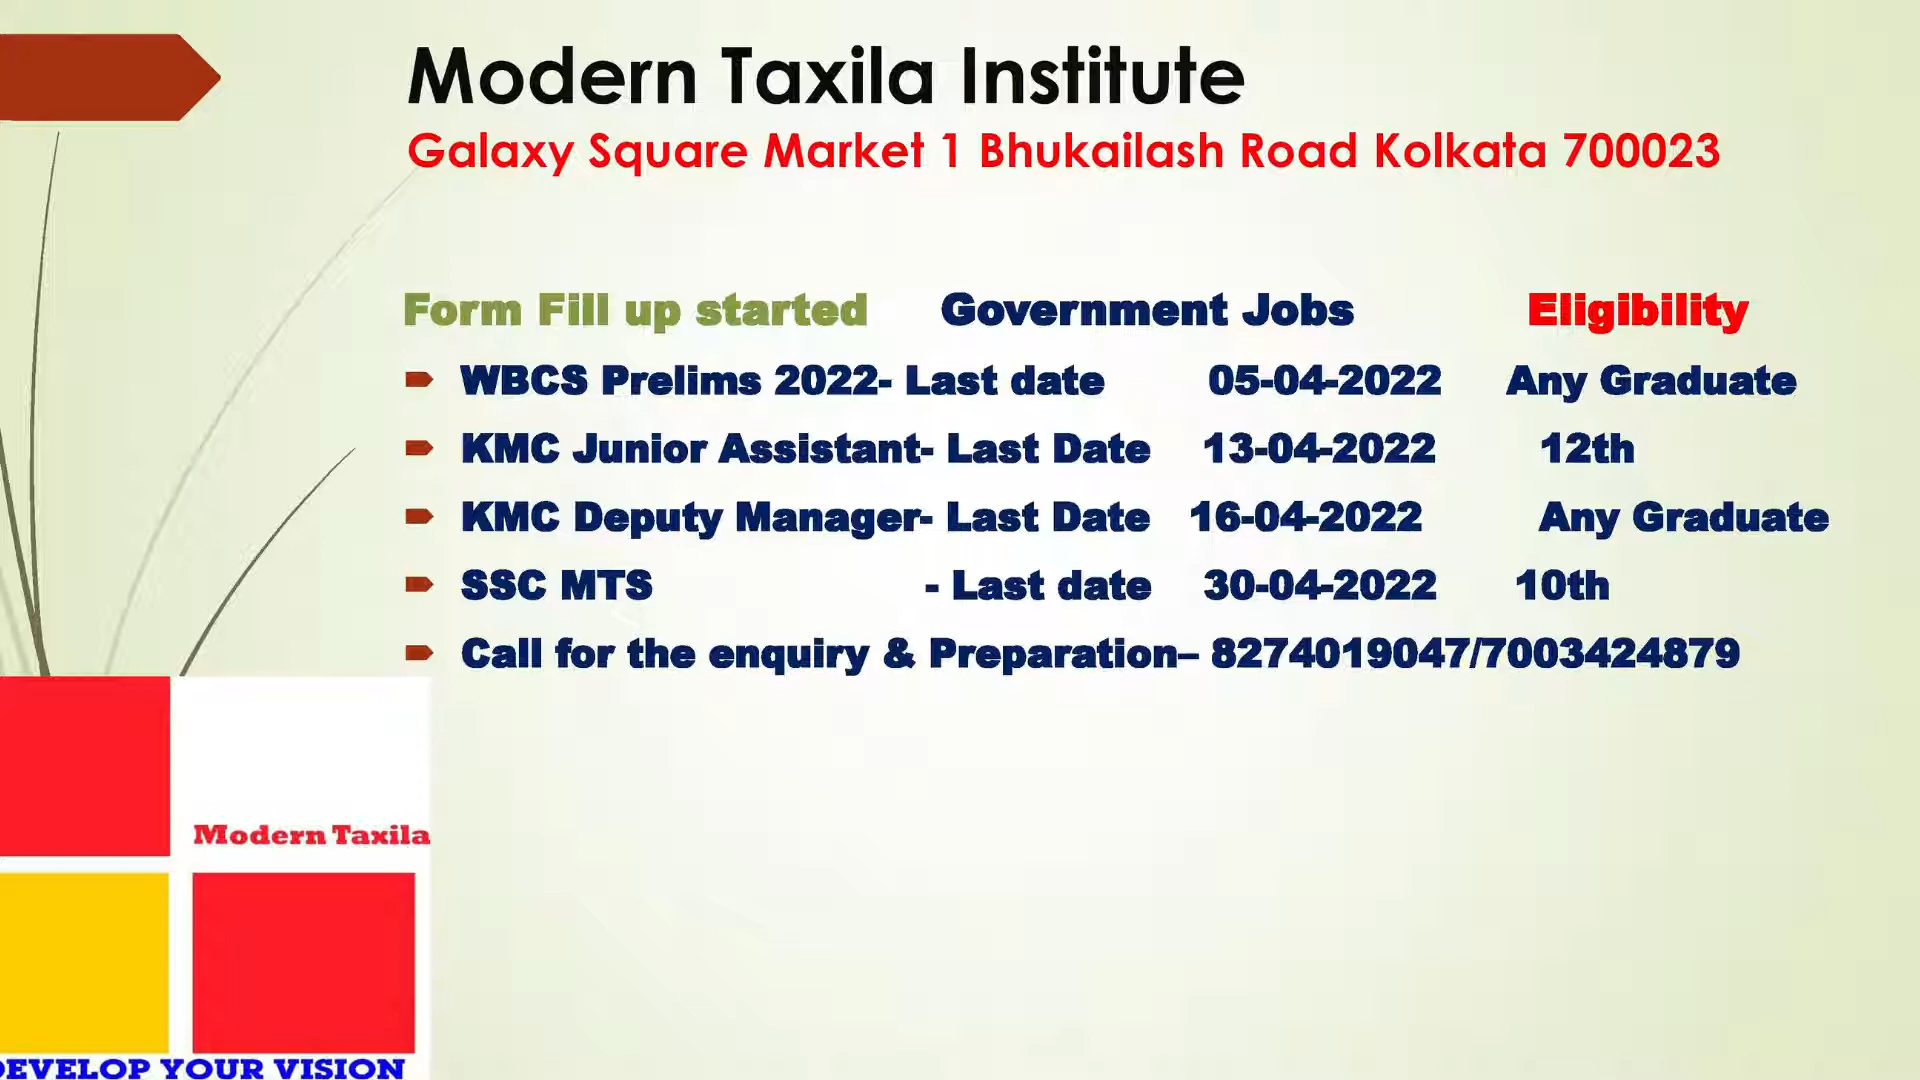 Modern Taxila Institute
Galaxy Square Market 1 Bhukailash Road Kolkata 700023
Form Fill up started Government Jobs Eligibility
WBCS Prelims 2022- Last date 05-04-2022 Any Graduate
KMC Junior Assistant- Last Date 13-04-2022 12th
KMC Deputy Manager- Last Date 16-04-2022 Any Graduate
SSC MTS - Last date 30-04-2022 10th
Call for the enquiry & Preparation– 8274019047/7003424879
Modern Taxila
DEVELOP YOUR VISION